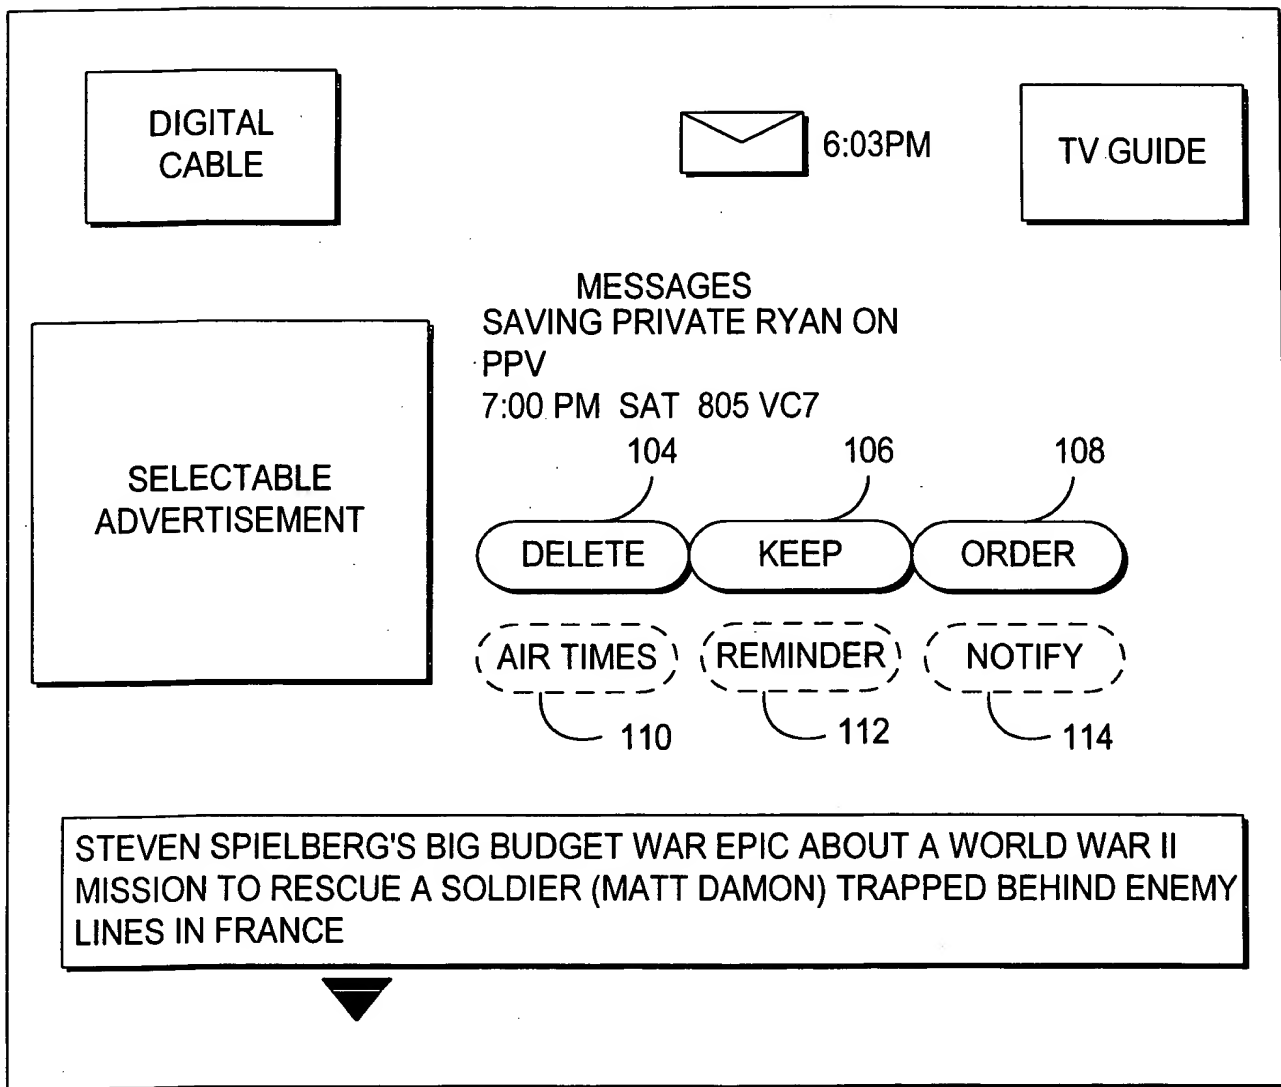 DIGITAL
CABLE
6:03PM
TV GUIDE
MESSAGES
SAVING PRIVATE RYAN ON
PPV
7:00 PM SAT 805 VC7
SELECTABLE
ADVERTISEMENT
104 106 108
DELETE KEEP ORDER
AIR TIMES REMINDER NOTIFY
110 112 114
STEVEN SPIELBERG'S BIG BUDGET WAR EPIC ABOUT A WORLD WAR II
MISSION TO RESCUE A SOLDIER (MATT DAMON) TRAPPED BEHIND ENEMY
LINES IN FRANCE